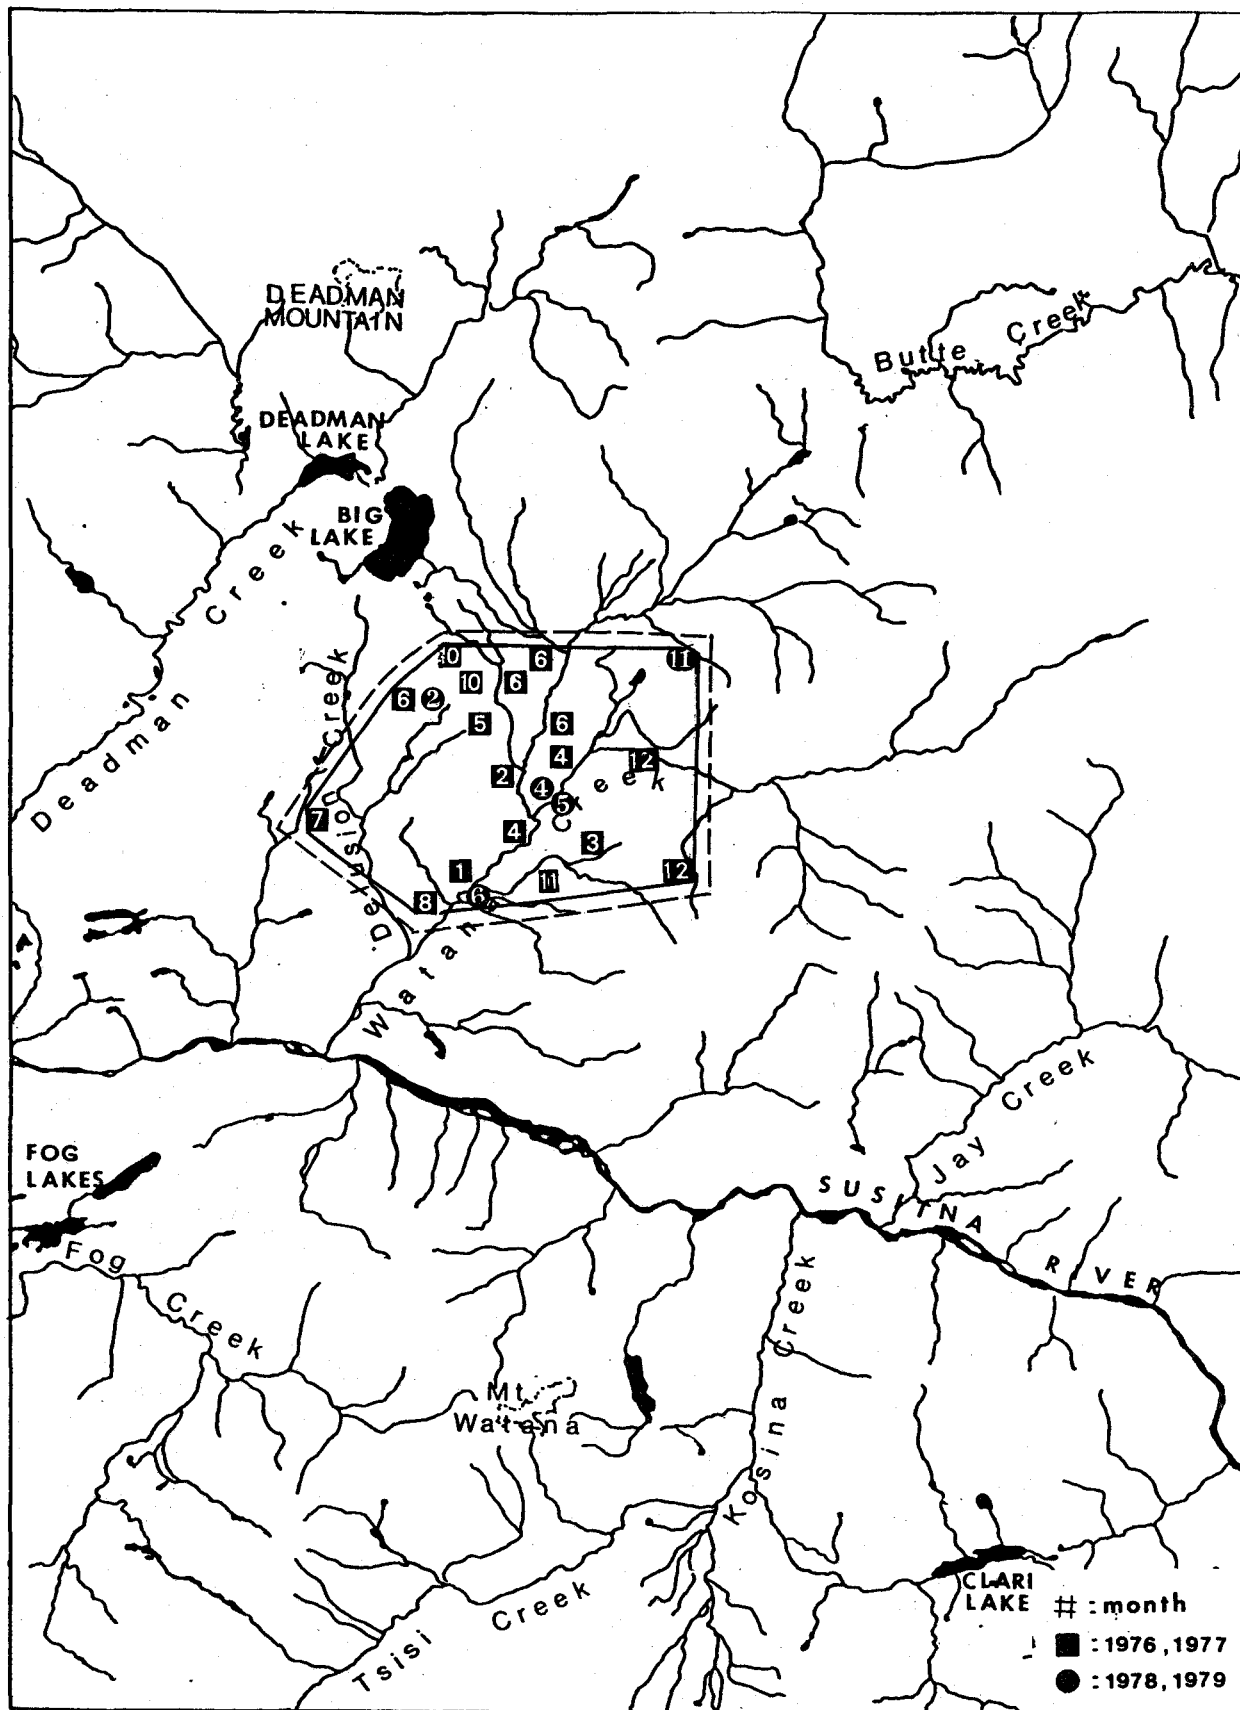 DEADMAN
MOUNTAIN
Butte Creek
DEADMAN
LAKE
BIG
LAKE
Deadman Creek
Delusion Creek
10
6
11
10
6
6
2
5
6
4
12
2
4
5
7
4
3
1
11
12
8
6
Watana Creek
Jay Creek
FOG
LAKES
SUSITNA RIVER
Fog Creek
Kosina Creek
Mt.
Watana
Tsisi Creek
CLARI
LAKE
# : month
: 1976, 1977
: 1978, 1979